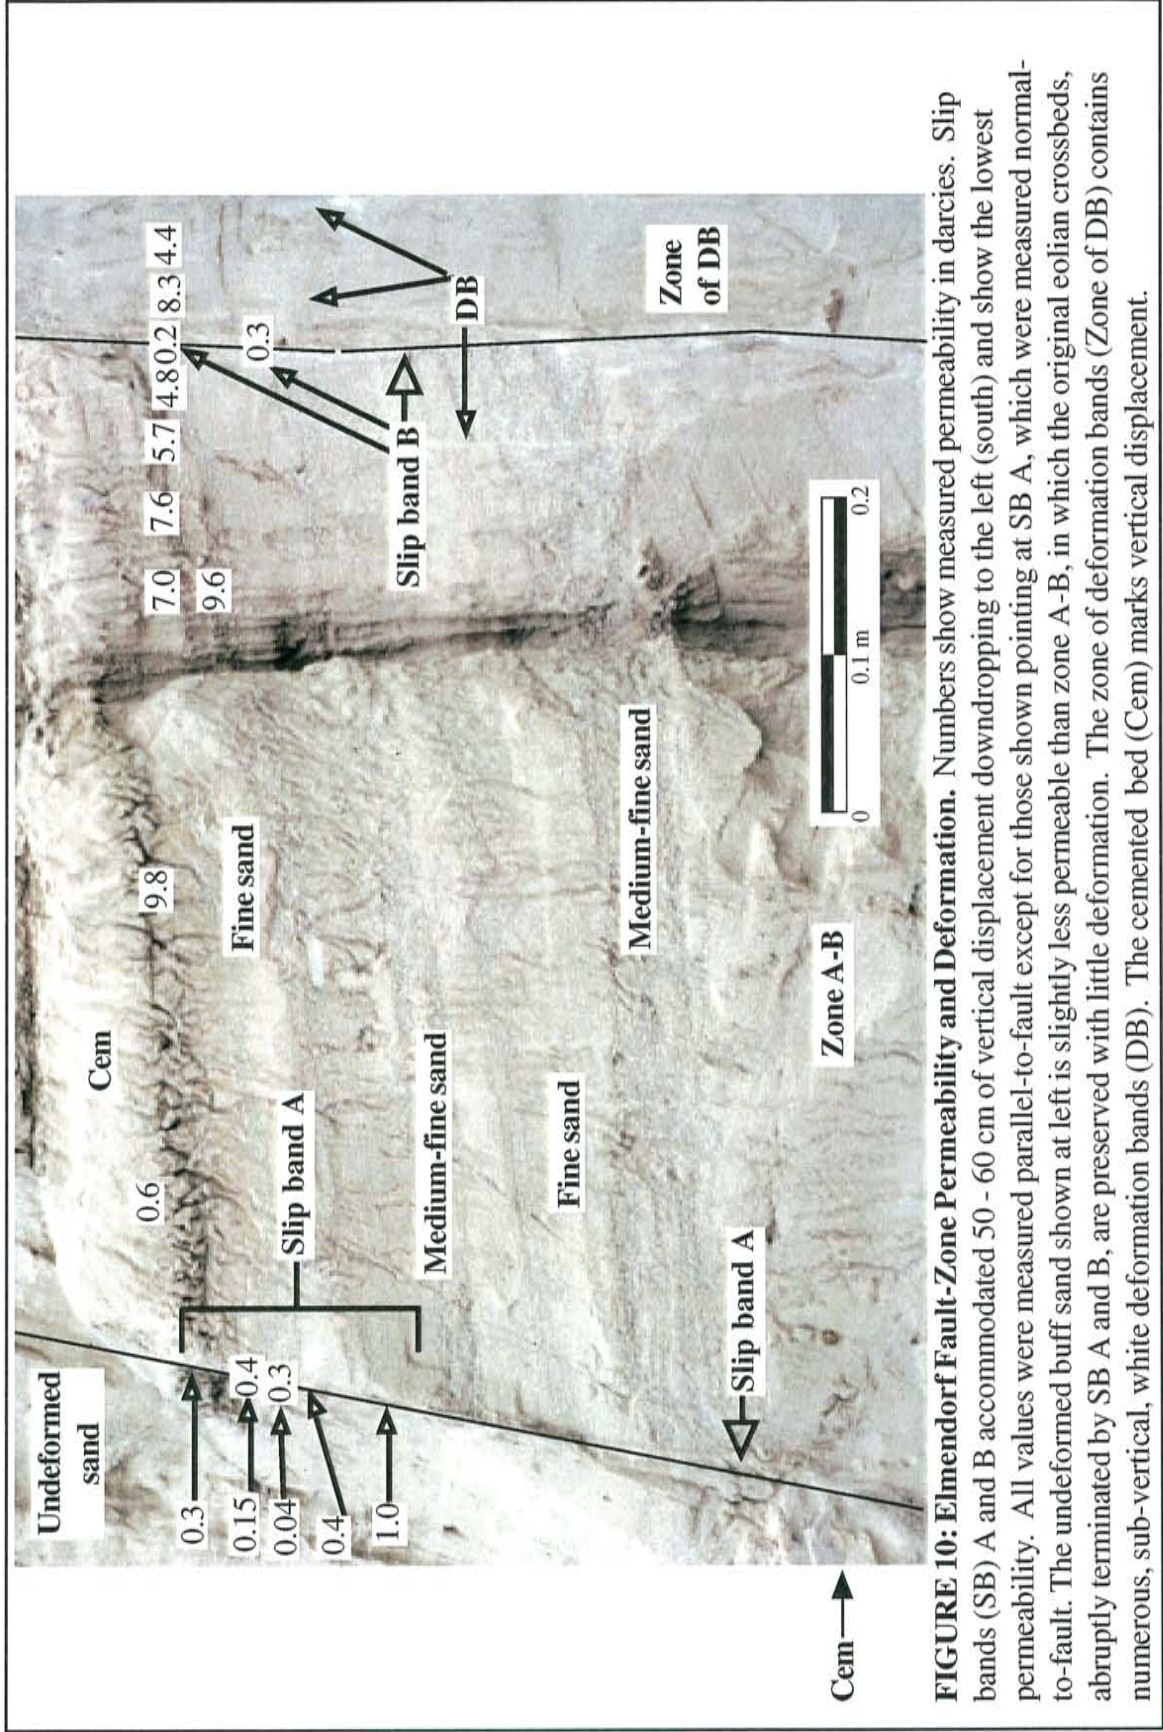 Undeformed
sand
Cem
0.6
9.8
7.0 7.6 5.7 4.8 0.2 8.3 4.4
9.6
0.3
0.3
0.15 0.4
0.04 0.3
0.4
1.0
Fine sand
Slip band A
Slip band B
DB
Medium-fine sand
Fine sand
Medium-fine sand
Zone
of DB
Slip band A
Zone A-B
0 0.1 m 0.2
Cem
FIGURE 10: Elmendorf Fault-Zone Permeability and Deformation. Numbers show measured permeability in darcies. Slip
bands (SB) A and B accommodated 50 - 60 cm of vertical displacement downdropping to the left (south) and show the lowest
permeability. All values were measured parallel-to-fault except for those shown pointing at SB A, which were measured normal-
to-fault. The undeformed buff sand shown at left is slightly less permeable than zone A-B, in which the original eolian crossbeds,
abruptly terminated by SB A and B, are preserved with little deformation. The zone of deformation bands (Zone of DB) contains
numerous, sub-vertical, white deformation bands (DB). The cemented bed (Cem) marks vertical displacement.